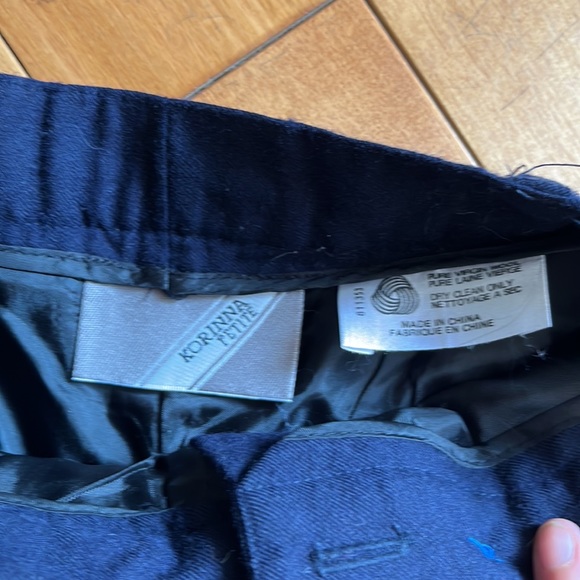 KORINNA
PETITE
PURE VIRGIN WOOL
PURE LAINE VIERGE
DRY CLEAN ONLY
NETTOYAGE A SEC
MADE IN CHINA
FABRIQUE EN CHINE